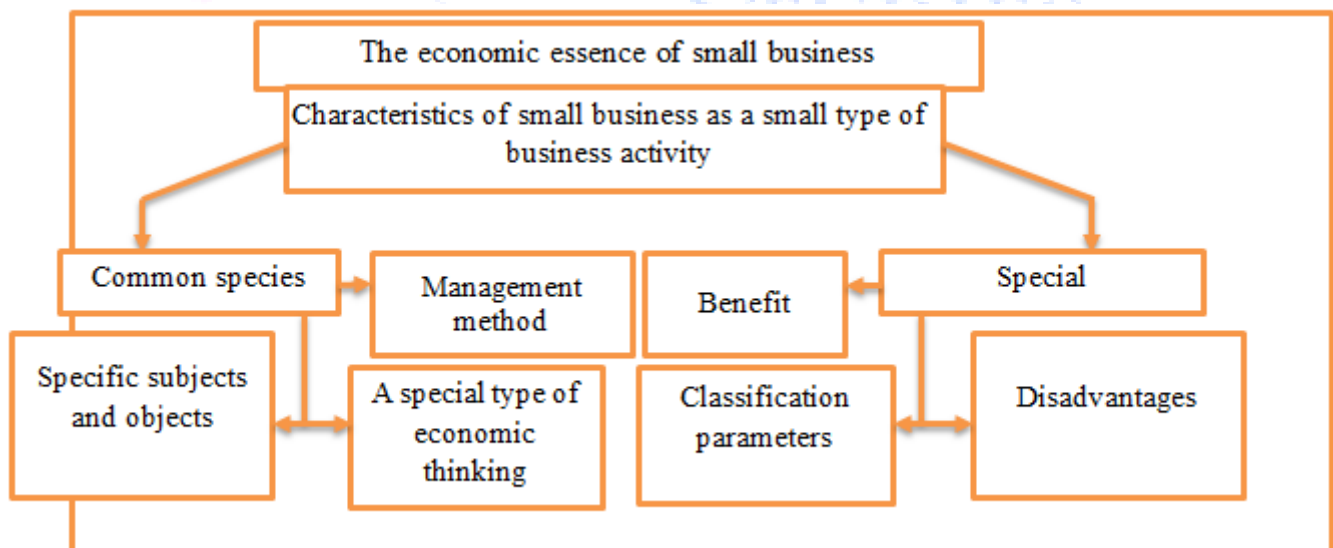 The economic essence of small business
Characteristics of small business as a small type of
business activity
Common species
Management
method
Benefit
Special
Specific subjects
and objects
A special type of
economic
thinking
Classification
parameters
Disadvantages